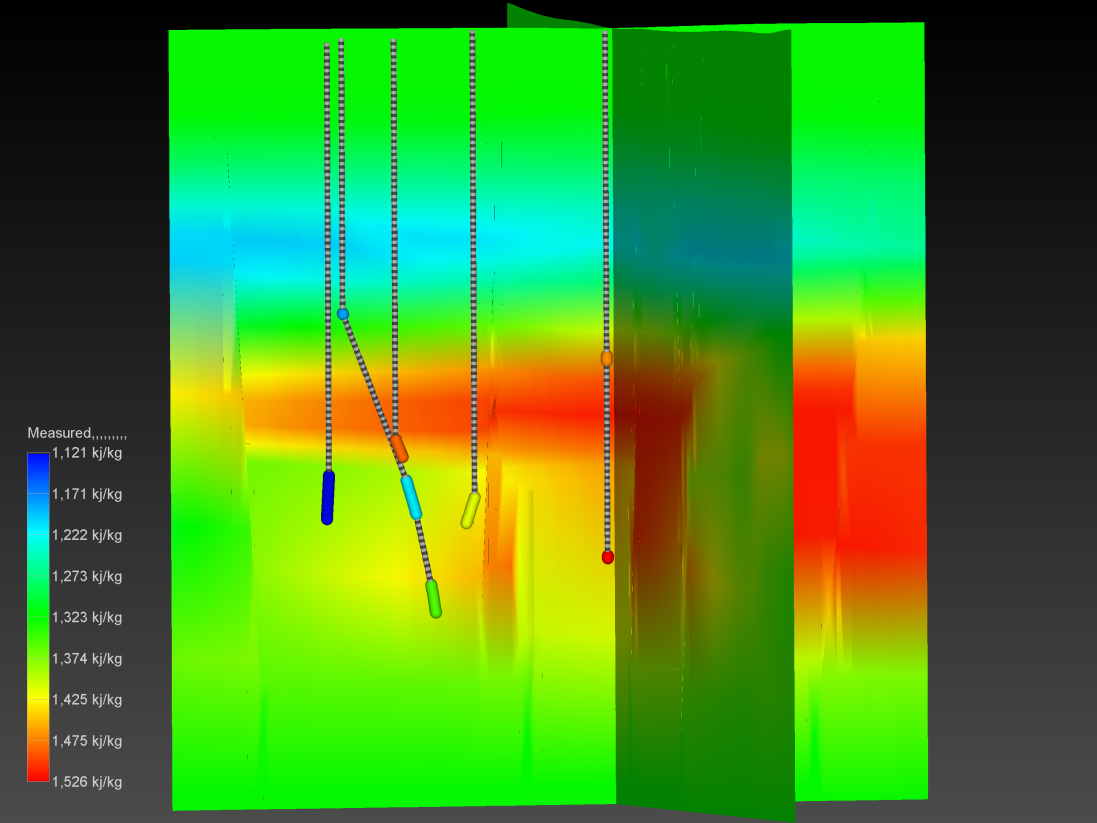 Measured,,,,,,,,,
1,121 kj/kg
1,171 kj/kg
1,222 kj/kg
1,273 kj/kg
1,323 kj/kg
1,374 kj/kg
1,425 kj/kg
1,475 kj/kg
1,526 kj/kg